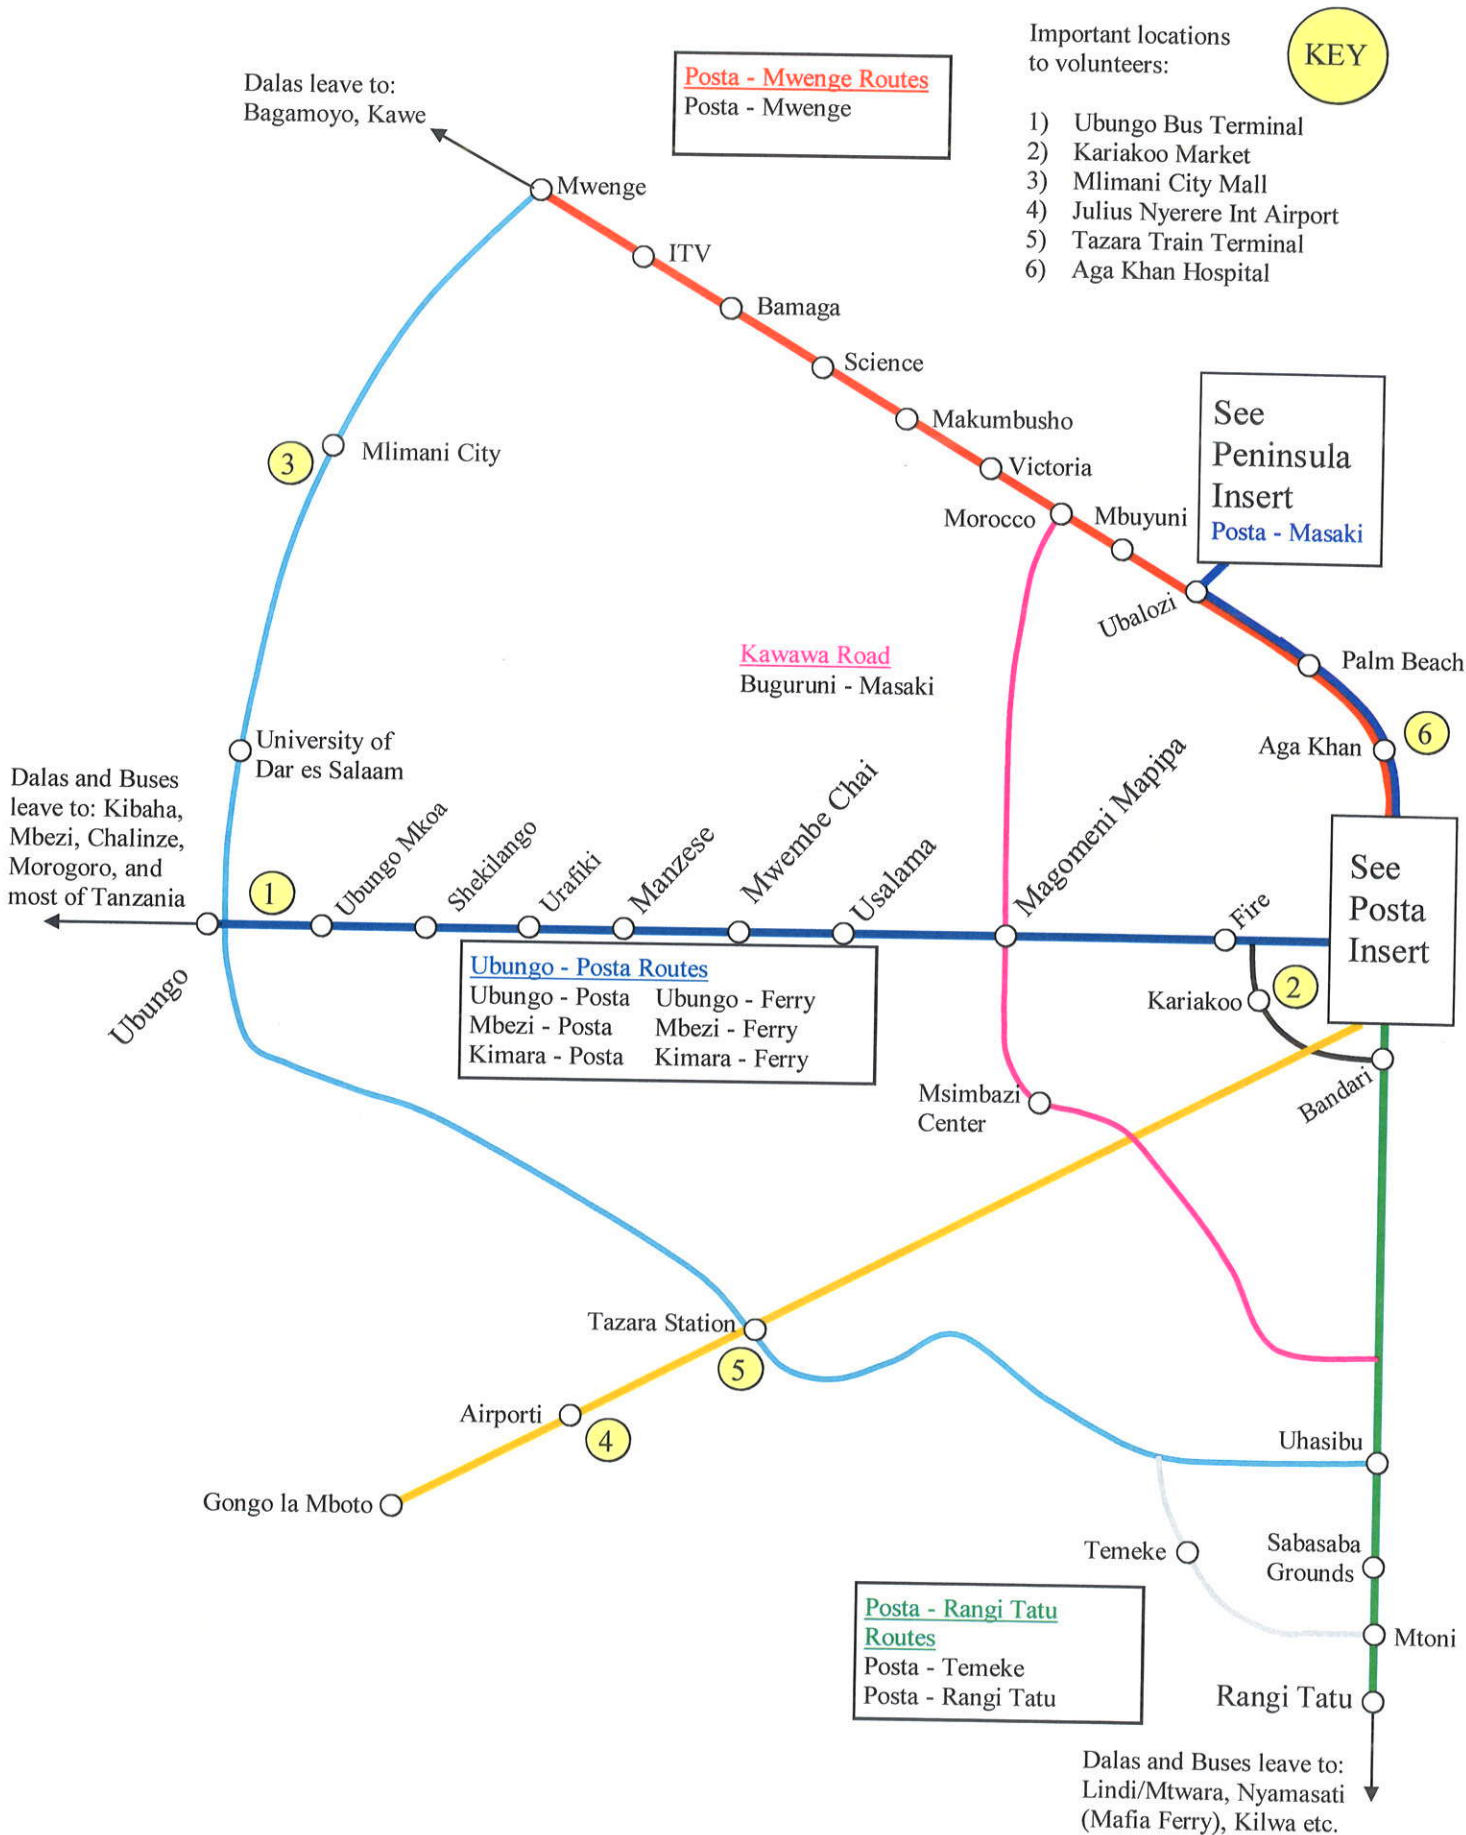 Important locations
to volunteers:
KEY
1) Ubungo Bus Terminal
2) Kariakoo Market
3) Mlimani City Mall
4) Julius Nyerere Int Airport
5) Tazara Train Terminal
6) Aga Khan Hospital
Posta - Mwenge Routes
Posta - Mwenge
Dalas leave to:
Bagamoyo, Kawe
Mwenge
ITV
Bamaga
Science
Makumbusho
Victoria
Morocco
Mbuyuni
Ubalozi
Palm Beach
Aga Khan
6
See
Peninsula
Insert
Posta - Masaki
3
Mlimani City
Kawawa Road
Buguruni - Masaki
University of
Dar es Salaam
Dalas and Buses
leave to: Kibaha,
Mbezi, Chalinze,
Morogoro, and
most of Tanzania
1
Ubungo
Ubungo Mkoa
Shekilango
Urafiki
Manzese
Mwembe Chai
Usalama
Magomeni Mapipa
Fire
See
Posta
Insert
Ubungo - Posta Routes
Ubungo - Posta Ubungo - Ferry
Mbezi - Posta Mbezi - Ferry
Kimara - Posta Kimara - Ferry
Kariakoo
2
Bandari
Msimbazi
Center
Tazara Station
5
Airporti
4
Gongo la Mboto
Uhasibu
Temeke
Sabasaba
Grounds
Mtoni
Rangi Tatu
Posta - Rangi Tatu
Routes
Posta - Temeke
Posta - Rangi Tatu
Dalas and Buses leave to:
Lindi/Mtwara, Nyamasati
(Mafia Ferry), Kilwa etc.